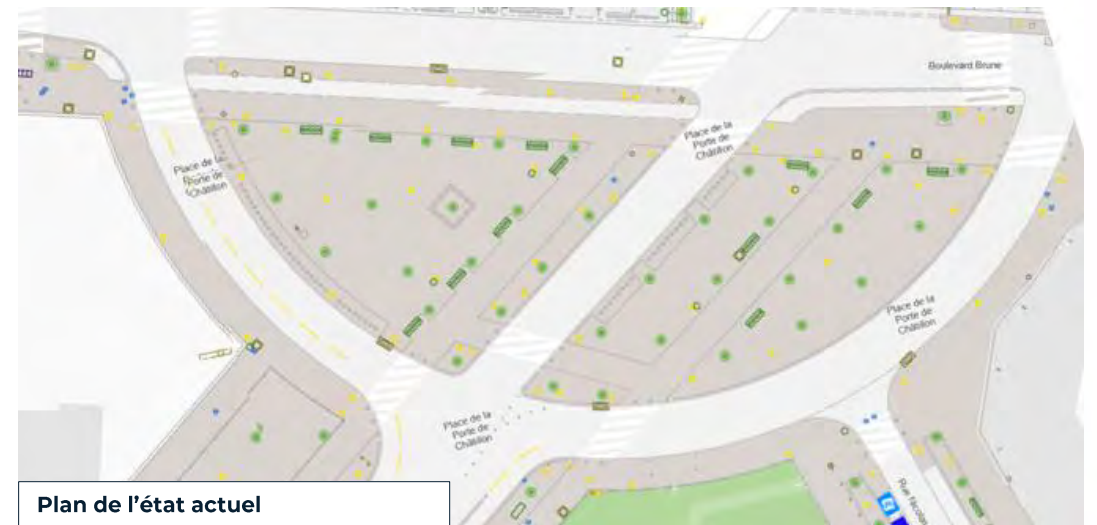 Boulevard Brune
Place de la
Porte de
Châtillon
Place de la
Porte de
Châtillon
Place de la
Porte de
Châtillon
Place de la
Porte de
Châtillon
Plan de l’état actuel